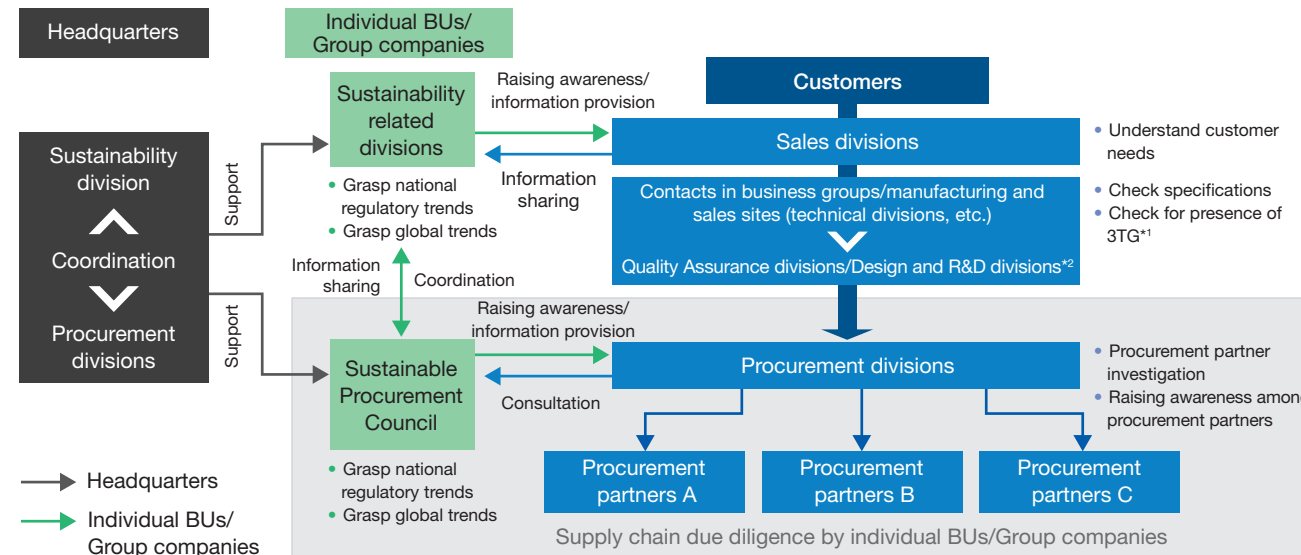 Headquarters
Individual BUs/
Group companies
Sustainability
division
Coordination
Procurement
divisions
Support
Support
Sustainability
related
divisions
Grasp national
regulatory trends
Grasp global trends
Raising awareness/
information provision
Information
sharing
Information
sharing
Coordination
Customers
Sales divisions
Understand customer
needs
Contacts in business groups/manufacturing and
sales sites (technical divisions, etc.)
Quality Assurance divisions/Design and R&D divisions*2
Check specifications
Check for presence of
3TG*1
Sustainable
Procurement
Council
Grasp national
regulatory trends
Grasp global trends
Raising awareness/
information provision
Consultation
Procurement divisions
Procurement partner
investigation
Raising awareness among
procurement partners
Procurement
partners A
Procurement
partners B
Procurement
partners C
Supply chain due diligence by individual BUs/Group companies
Headquarters
Individual BUs/
Group companies